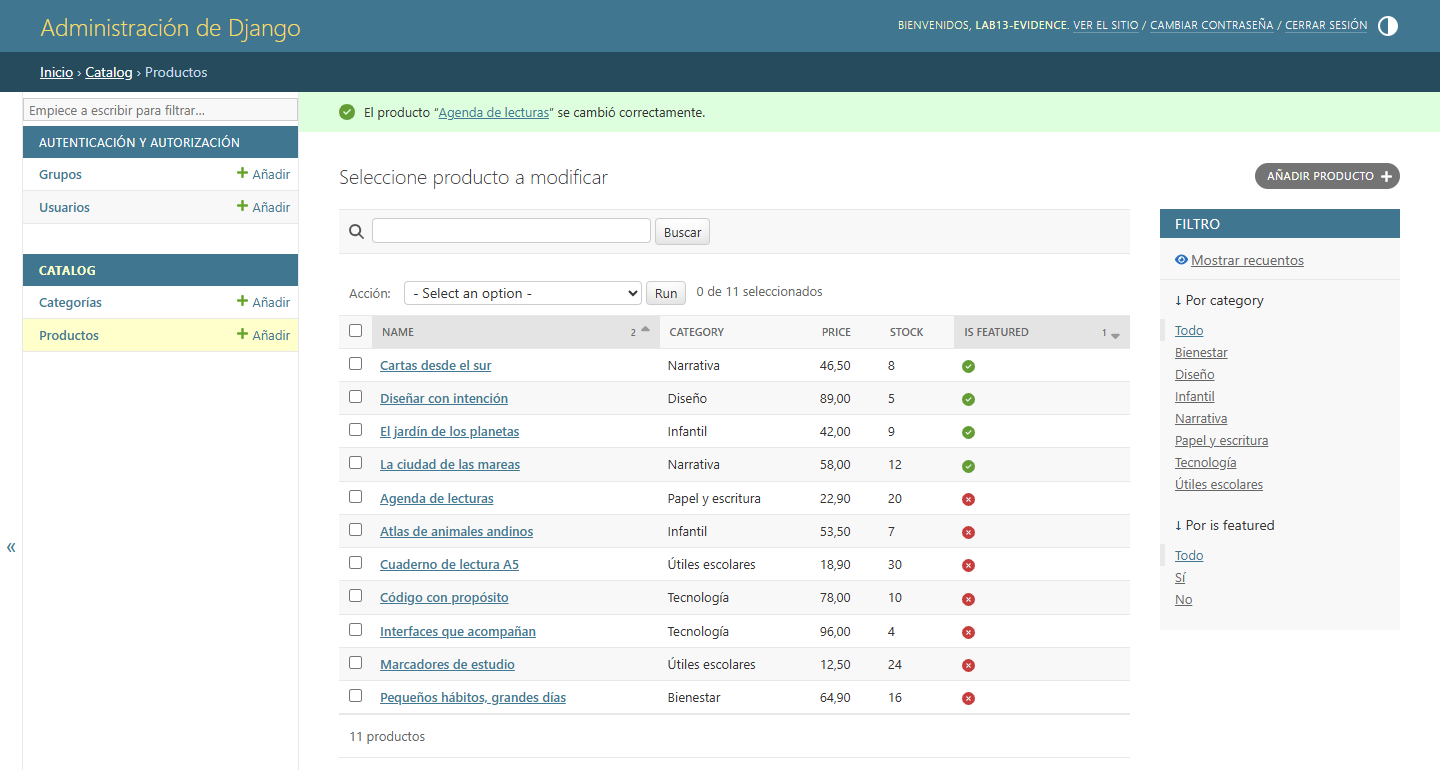 Administración de Django
BIENVENIDOS, LAB13-EVIDENCE. VER EL SITIO / CAMBIAR CONTRASEÑA / CERRAR SESIÓN
Inicio › Catalog › Productos
Empiece a escribir para filtrar...
AUTENTICACIÓN Y AUTORIZACIÓN
Grupos Añadir
Usuarios Añadir
CATALOG
Categorías Añadir
Productos Añadir
«
El producto “Agenda de lecturas” se cambió correctamente.
Seleccione producto a modificar
AÑADIR PRODUCTO
Buscar
Acción: - Select an option - Run 0 de 11 seleccionados
NAME 2 CATEGORY PRICE STOCK IS FEATURED 1
Cartas desde el sur Narrativa 46,50 8
Diseñar con intención Diseño 89,00 5
El jardín de los planetas Infantil 42,00 9
La ciudad de las mareas Narrativa 58,00 12
Agenda de lecturas Papel y escritura 22,90 20
Atlas de animales andinos Infantil 53,50 7
Cuaderno de lectura A5 Útiles escolares 18,90 30
Código con propósito Tecnología 78,00 10
Interfaces que acompañan Tecnología 96,00 4
Marcadores de estudio Útiles escolares 12,50 24
Pequeños hábitos, grandes días Bienestar 64,90 16
11 productos
FILTRO
Mostrar recuentos
↓ Por category
Todo
Bienestar
Diseño
Infantil
Narrativa
Papel y escritura
Tecnología
Útiles escolares
↓ Por is featured
Todo
Sí
No